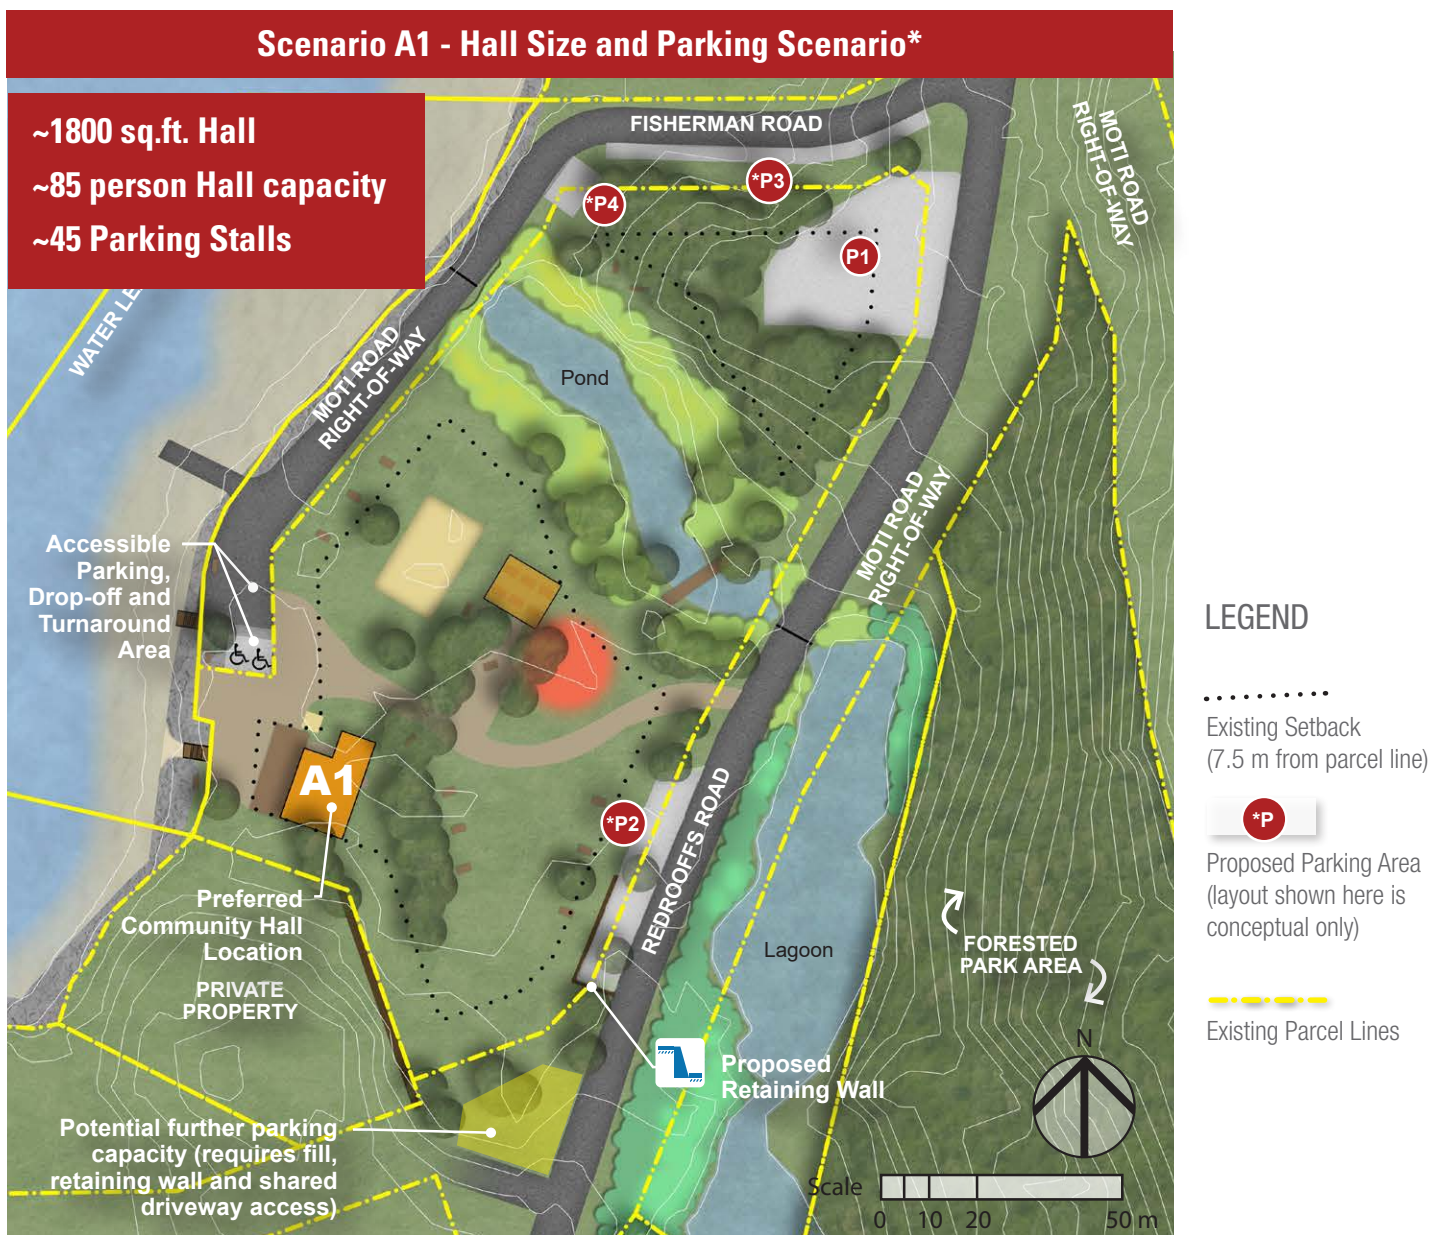 Scenario A1 - Hall Size and Parking Scenario*
~1800 sq.ft. Hall
~85 person Hall capacity
~45 Parking Stalls
FISHERMAN ROAD
MOTI ROAD
RIGHT-OF-WAY
*P3
*P4
P1
WATER
MOTI ROAD
RIGHT-OF-WAY
Pond
MOTI ROAD
RIGHT-OF-WAY
Accessible
Parking,
Drop-off and
Turnaround
Area
A1
*P2
REDROOFFS ROAD
Preferred
Community Hall
Location
PRIVATE
PROPERTY
Lagoon
FORESTED
PARK AREA
Proposed
Retaining Wall
Potential further parking
capacity (requires fill,
retaining wall and shared
driveway access)
N
Scale
0 10 20 50 m
LEGEND
Existing Setback
(7.5 m from parcel line)
*P
Proposed Parking Area
(layout shown here is
conceptual only)
Existing Parcel Lines